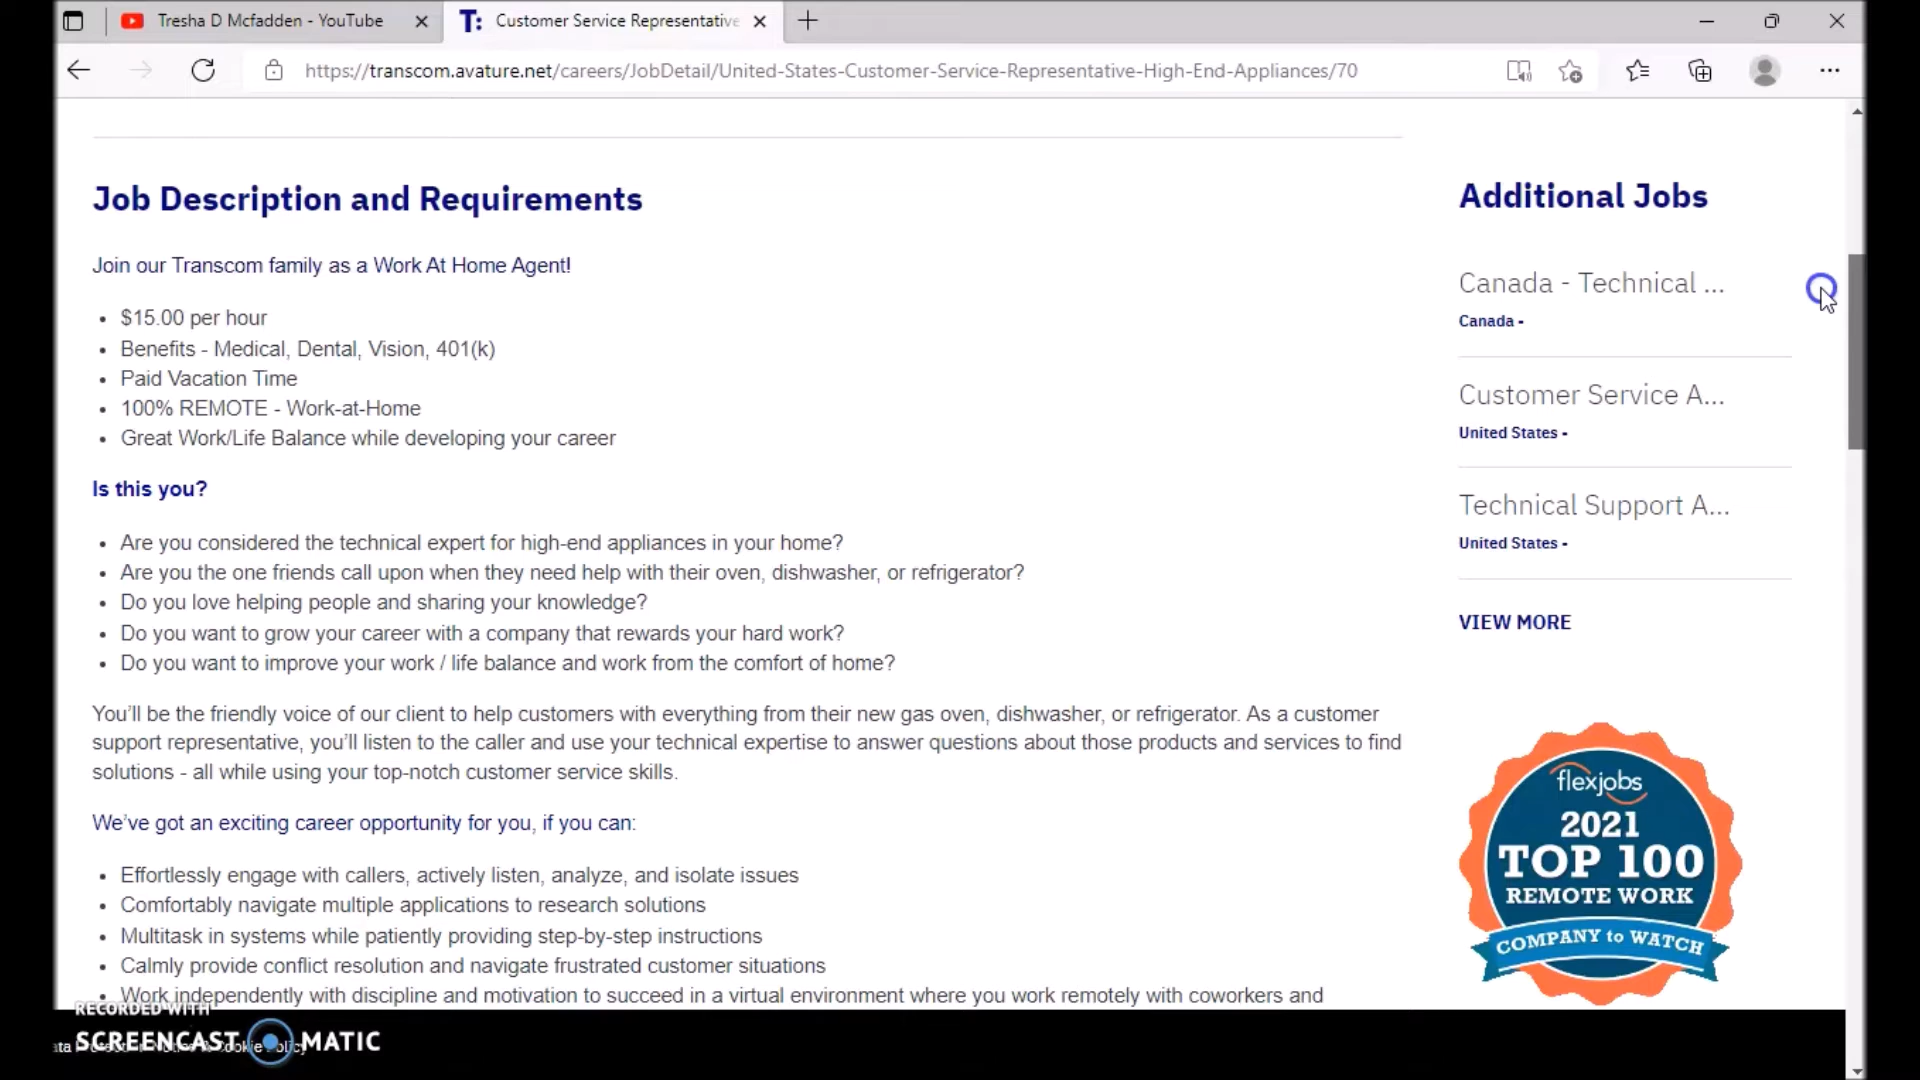 Tresha D Mcfadden - YouTube
Customer Service Representative
https://transcom.avature.net/careers/JobDetail/United-States-Customer-Service-Representative-High-End-Appliances/70
Job Description and Requirements
Join our Transcom family as a Work At Home Agent!
• $15.00 per hour
• Benefits - Medical, Dental, Vision, 401(k)
• Paid Vacation Time
• 100% REMOTE - Work-at-Home
• Great Work/Life Balance while developing your career
Is this you?
• Are you considered the technical expert for high-end appliances in your home?
• Are you the one friends call upon when they need help with their oven, dishwasher, or refrigerator?
• Do you love helping people and sharing your knowledge?
• Do you want to grow your career with a company that rewards your hard work?
• Do you want to improve your work / life balance and work from the comfort of home?
You'll be the friendly voice of our client to help customers with everything from their new gas oven, dishwasher, or refrigerator. As a customer
support representative, you'll listen to the caller and use your technical expertise to answer questions about those products and services to find
solutions - all while using your top-notch customer service skills.
We've got an exciting career opportunity for you, if you can:
• Effortlessly engage with callers, actively listen, analyze, and isolate issues
• Comfortably navigate multiple applications to research solutions
• Multitask in systems while patiently providing step-by-step instructions
• Calmly provide conflict resolution and navigate frustrated customer situations
• Work independently with discipline and motivation to succeed in a virtual environment where you work remotely with coworkers and
Additional Jobs
Canada - Technical ...
Canada -
Customer Service A...
United States -
Technical Support A...
United States -
VIEW MORE
flexjobs
2021
TOP 100
REMOTE WORK
COMPANY to WATCH
RECORDED WITH
SCREENCAST MATIC